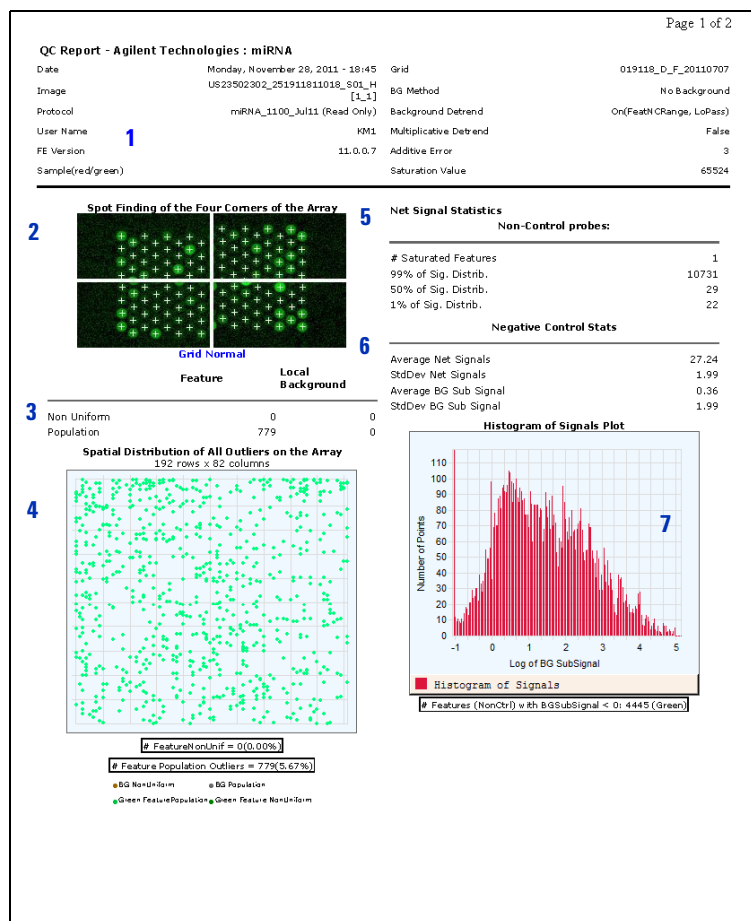 Page 1 of 2
QC Report - Agilent Technologies : miRNA
Date Monday, November 28, 2011 - 18:45 Grid 019118_D_F_20110707
Image US23502302_251911811018_S01_H [1_1] BG Method No Background
Protocol miRNA_1100_Jul11 (Read Only) Background Detrend On(FeatNCRange, LoPass)
User Name KM1 Multiplicative Detrend False
1
FE Version 11.0.0.7 Additive Error 3
Sample(red/green) Saturation Value 65524
Spot Finding of the Four Corners of the Array
2
Grid Normal
Feature Local Background
3
Non Uniform 0 0
Population 779 0
Spatial Distribution of All Outliers on the Array
192 rows x 82 columns
4
# FeatureNonUnif = 0(0.00%)
# Feature Population Outliers = 779(5.67%)
BG NonUniform BG Population
Green FeaturePopulation Green Feature NonUniform
5
Net Signal Statistics
Non-Control probes:
# Saturated Features 1
99% of Sig. Distrib. 10731
50% of Sig. Distrib. 29
1% of Sig. Distrib. 22
6
Negative Control Stats
Average Net Signals 27.24
StdDev Net Signals 1.99
Average BG Sub Signal 0.36
StdDev BG Sub Signal 1.99
Histogram of Signals Plot
7
Number of Points
110
100
90
80
70
60
50
40
30
20
10
0
-1 0 1 2 3 4 5
Log of BG SubSignal
Histogram of Signals
# Features (NonCtrl) with BGSubSignal < 0: 4445 (Green)